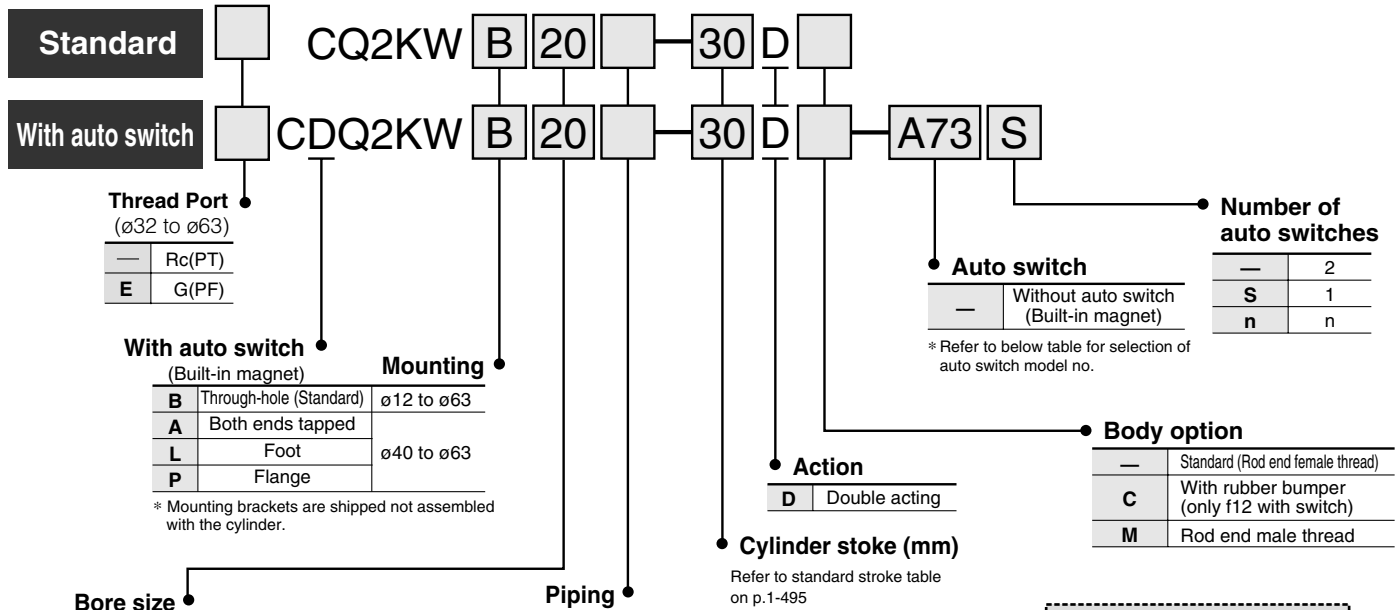 Standard CQ2KW B 20 — 30 D
With auto switch CDQ2KW B 20 — 30 D — A73 S
Thread Port
(ø32 to ø63)
— Rc(PT)
E G(PF)
With auto switch
(Built-in magnet)
Mounting
B Through-hole (Standard) ø12 to ø63
A Both ends tapped
L Foot ø40 to ø63
P Flange
* Mounting brackets are shipped not assembled
with the cylinder.
Bore size
Piping
Cylinder stoke (mm)
Refer to standard stroke table
on p.1-495
Action
D Double acting
Auto switch
— Without auto switch
(Built-in magnet)
* Refer to below table for selection of
auto switch model no.
Number of
auto switches
— 2
S 1
n n
Body option
— Standard (Rod end female thread)
C With rubber bumper
(only f12 with switch)
M Rod end male thread